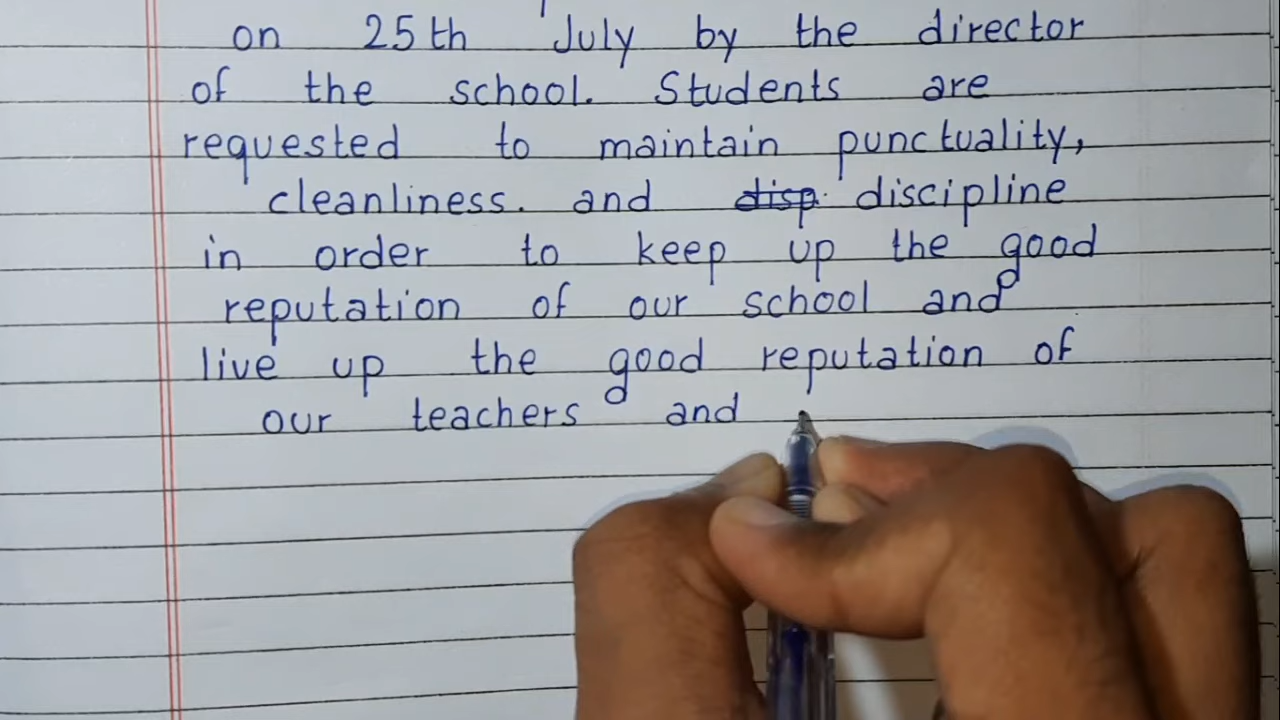 on 25th July by the director
of the school. Students are
requested to maintain punctuality,
cleanliness. and disp. discipline
in order to keep up the good
reputation of our school and
live up the good reputation of
our teachers and